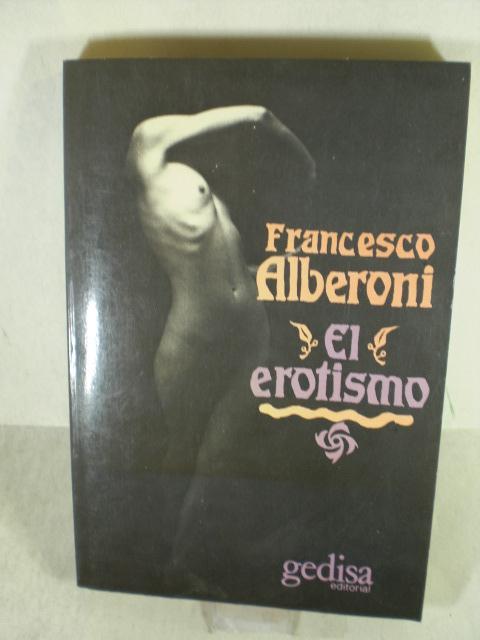 Francesco
Alberoni
El
erotismo
gedisa
editorial